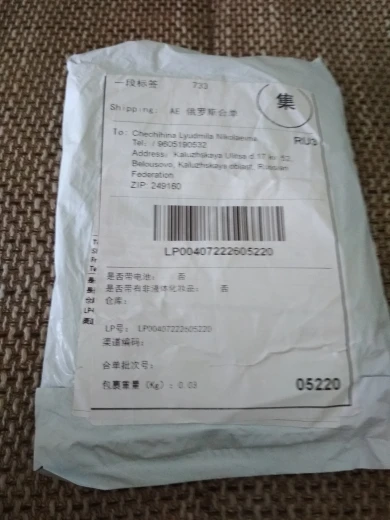 一段标签 733
集
Shipping: AE 俄罗斯合单
To: Chechihina Lyudmila Nikolaevna RU3
Tel: / 9605190532
Address: Kaluzhskaya Ulitsa d.17 kv. 52,
Belousovo, Kaluzhskaya oblast, Russian
Federation
ZIP: 249160
LP00407222605220
是否带电池: 否
是否带有非液体化妆品: 否
仓库:
LP号: LP00407222605220
渠道编码:
合单批次号:
包裹重量 (Kg): 0.03
05220